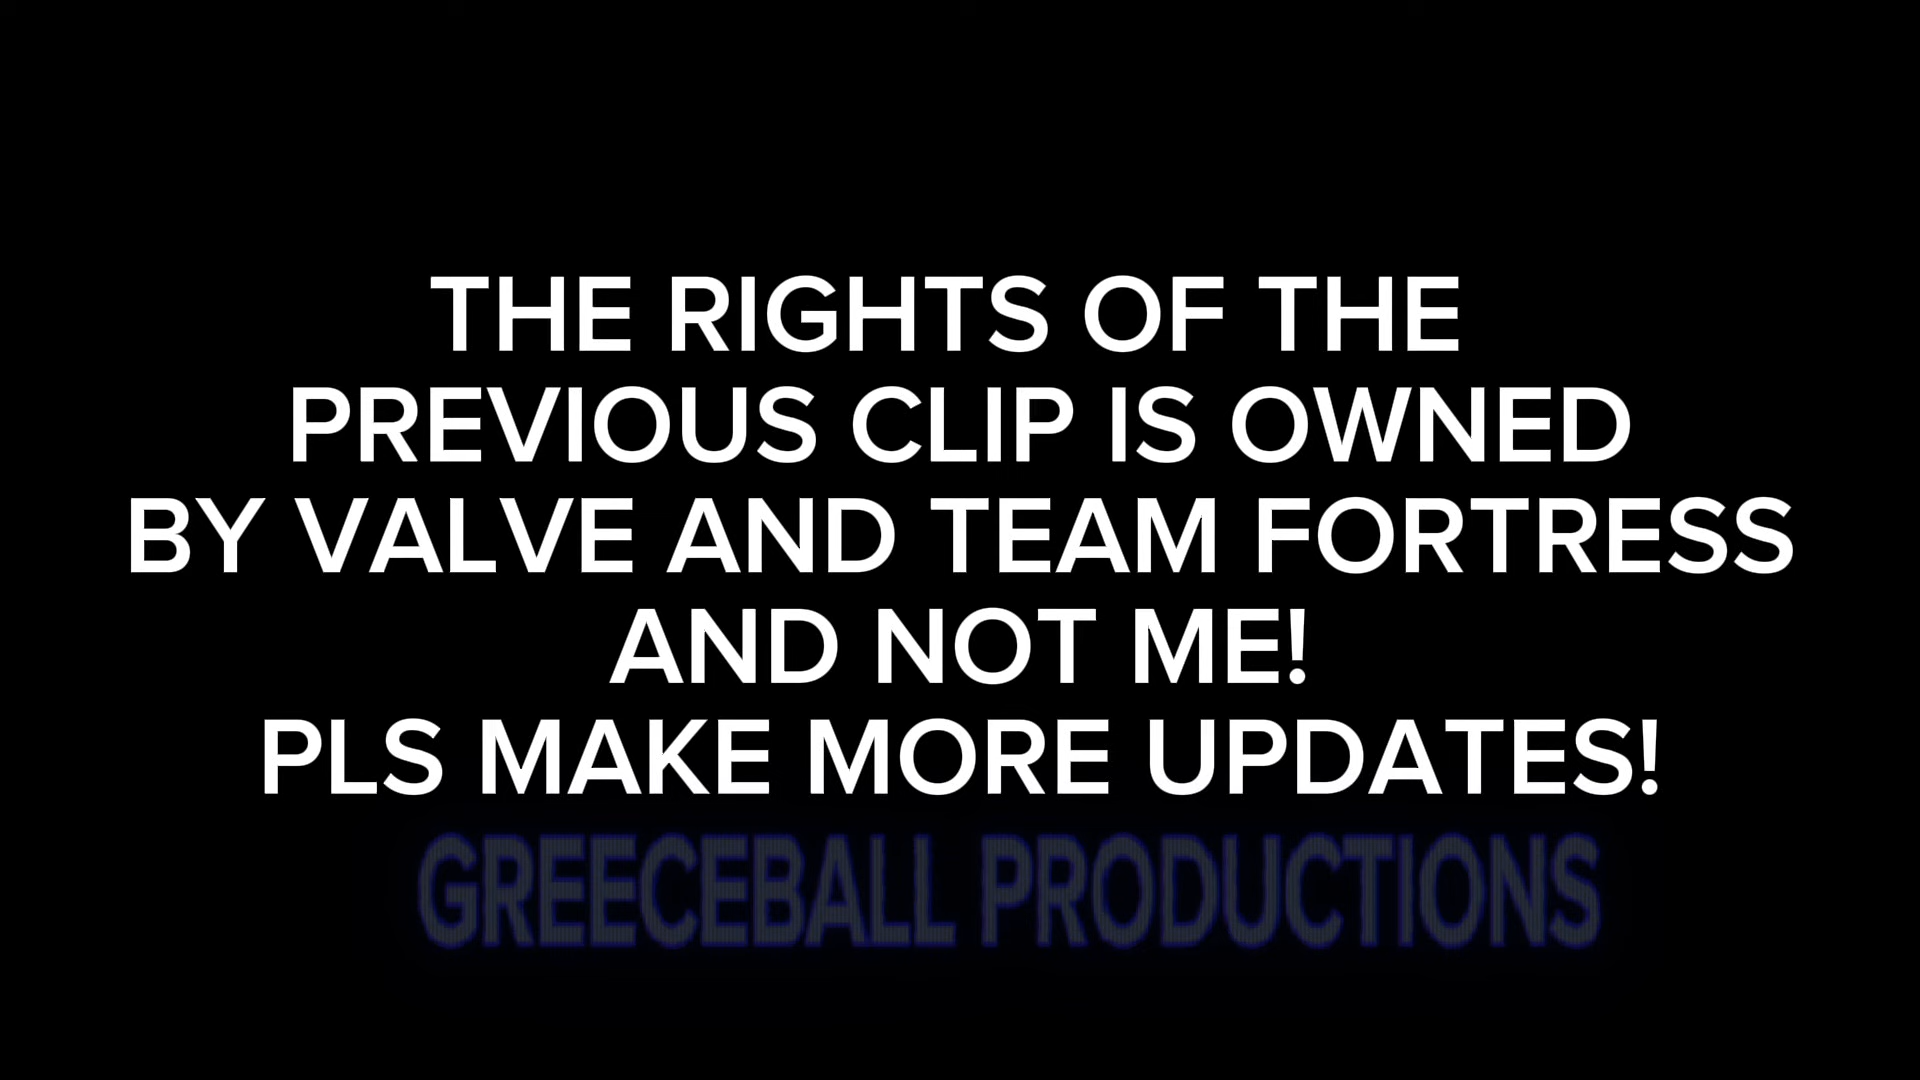 THE RIGHTS OF THE
PREVIOUS CLIP IS OWNED
BY VALVE AND TEAM FORTRESS
AND NOT ME!
PLS MAKE MORE UPDATES!
GREECEBALL PRODUCTIONS